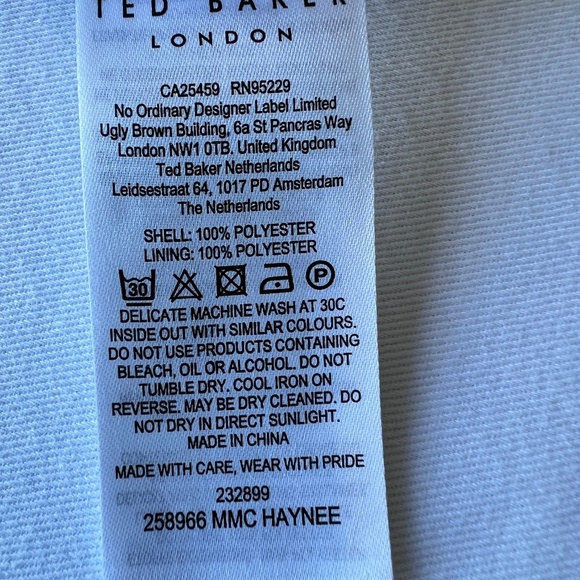 TED BAKER
LONDON
CA25459 RN95229
No Ordinary Designer Label Limited
Ugly Brown Building, 6a St Pancras Way
London NW1 0TB. United Kingdom
Ted Baker Netherlands
Leidsestraat 64, 1017 PD Amsterdam
The Netherlands
SHELL: 100% POLYESTER
LINING: 100% POLYESTER
30 P
DELICATE MACHINE WASH AT 30C
INSIDE OUT WITH SIMILAR COLOURS.
DO NOT USE PRODUCTS CONTAINING
BLEACH, OIL OR ALCOHOL. DO NOT
TUMBLE DRY. COOL IRON ON
REVERSE. MAY BE DRY CLEANED. DO
NOT DRY IN DIRECT SUNLIGHT.
MADE IN CHINA
MADE WITH CARE, WEAR WITH PRIDE
232899
258966 MMC HAYNEE